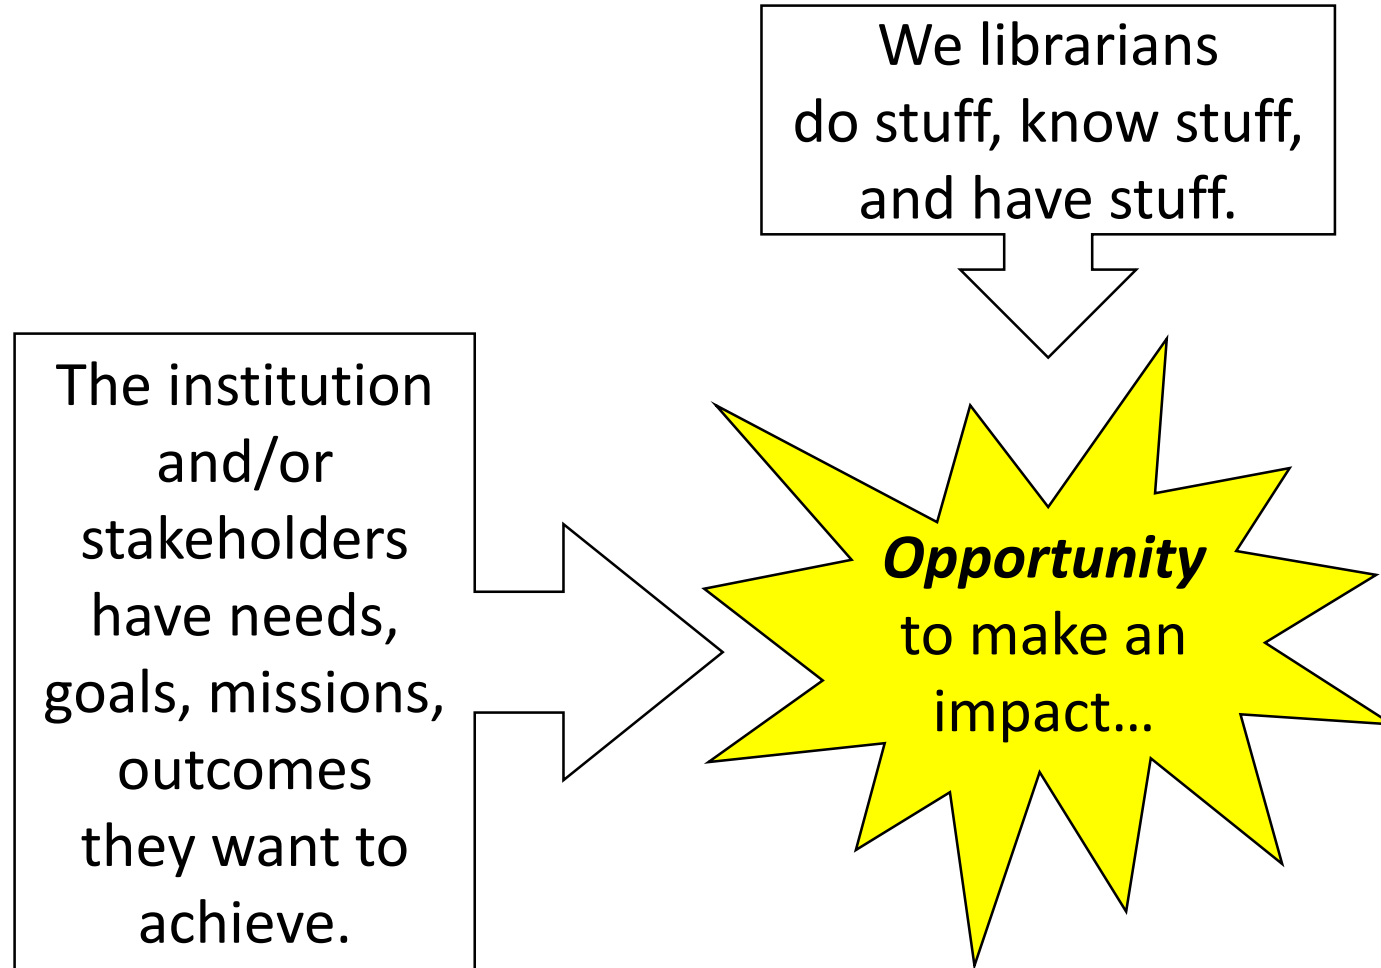 We librarians
do stuff, know stuff,
and have stuff.
The institution
and/or
stakeholders
have needs,
goals, missions,
outcomes
they want to
achieve.
Opportunity
to make an
impact…